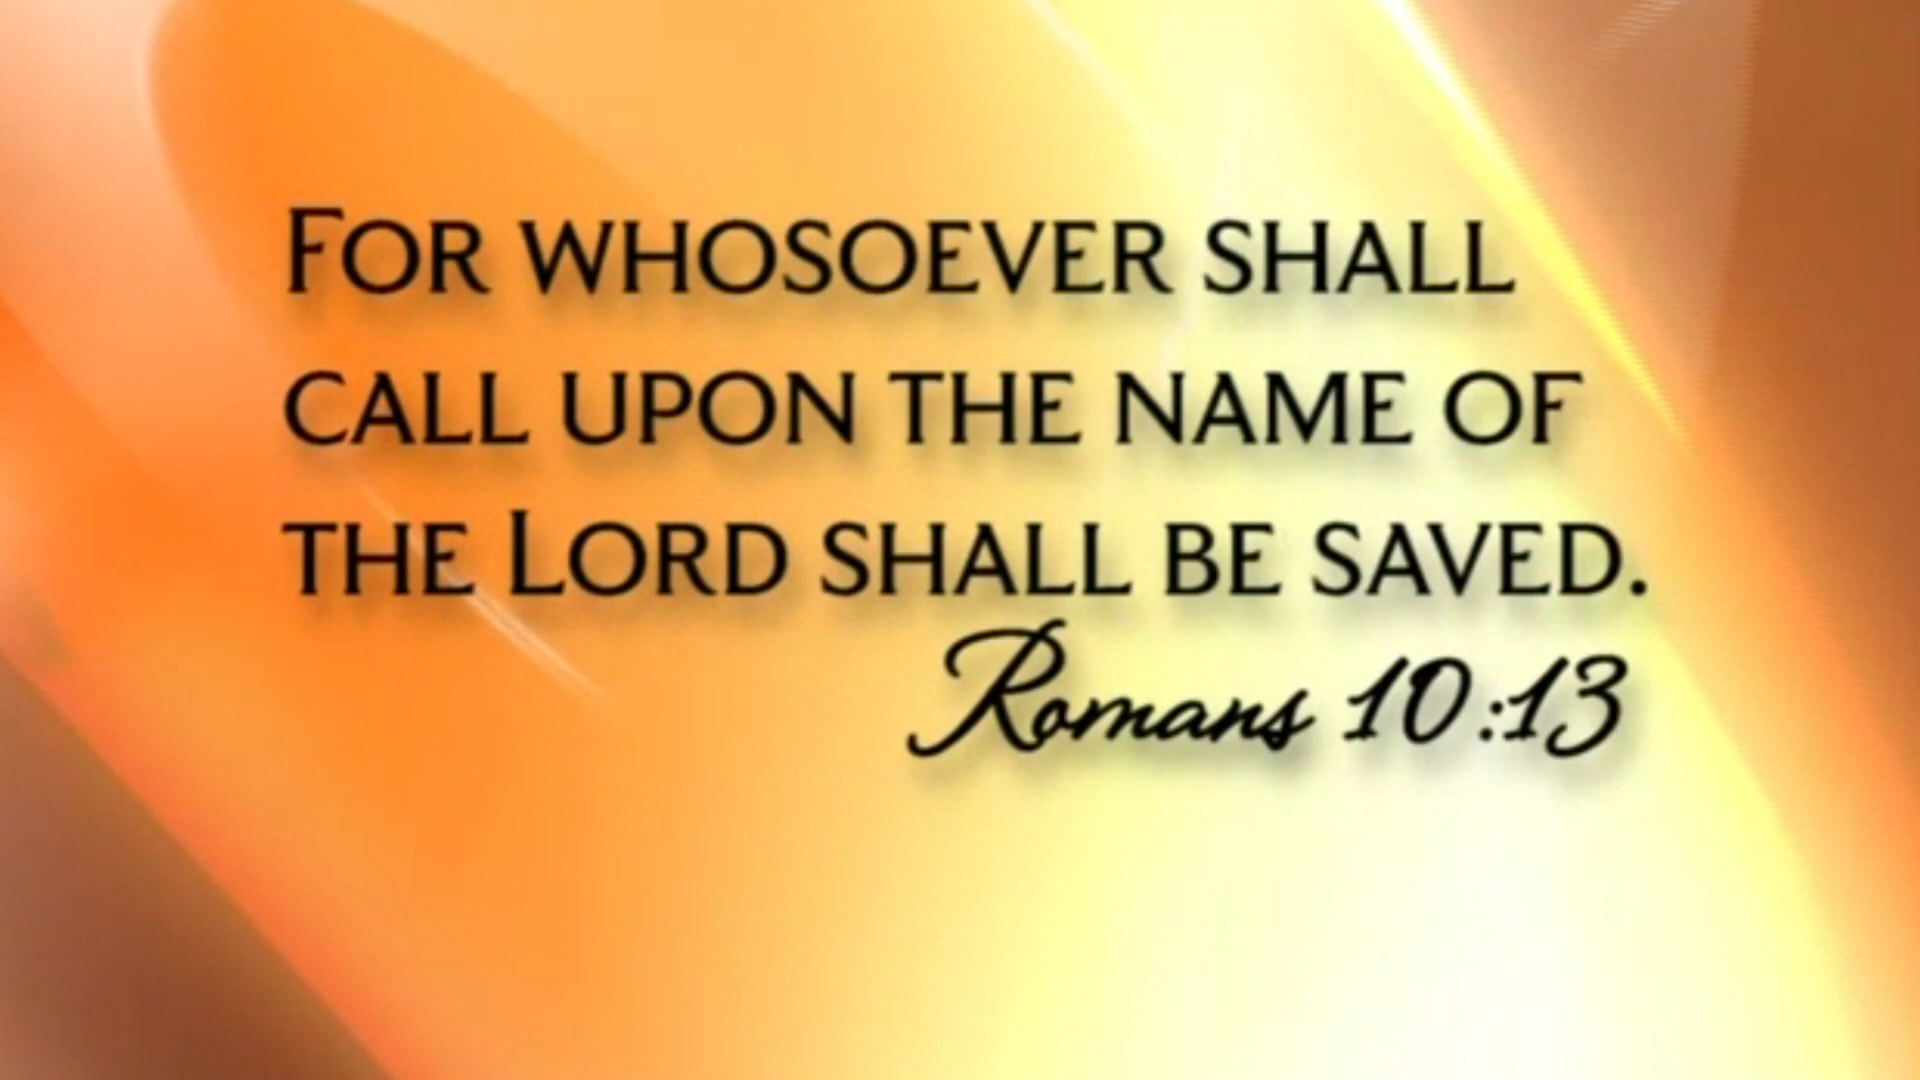 For whosoever shall
call upon the name of
the Lord shall be saved.
Romans 10:13